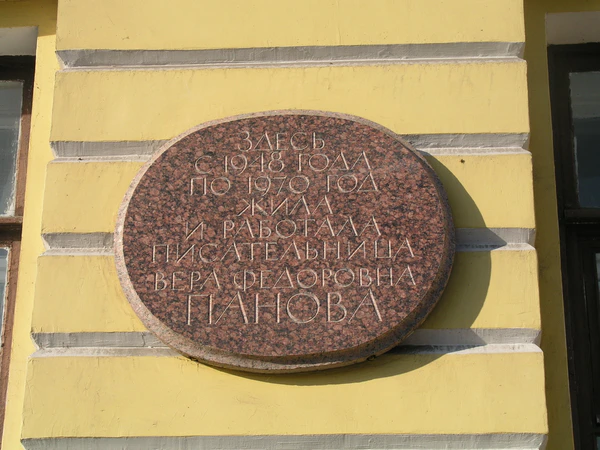 ЗДЕСЬ
С 1948 ГОДА
ПО 1970 ГОД
ЖИЛА
И РАБОТАЛА
ПИСАТЕЛЬНИЦА
ВЕРА ФЕДОРОВНА
ПАНОВА